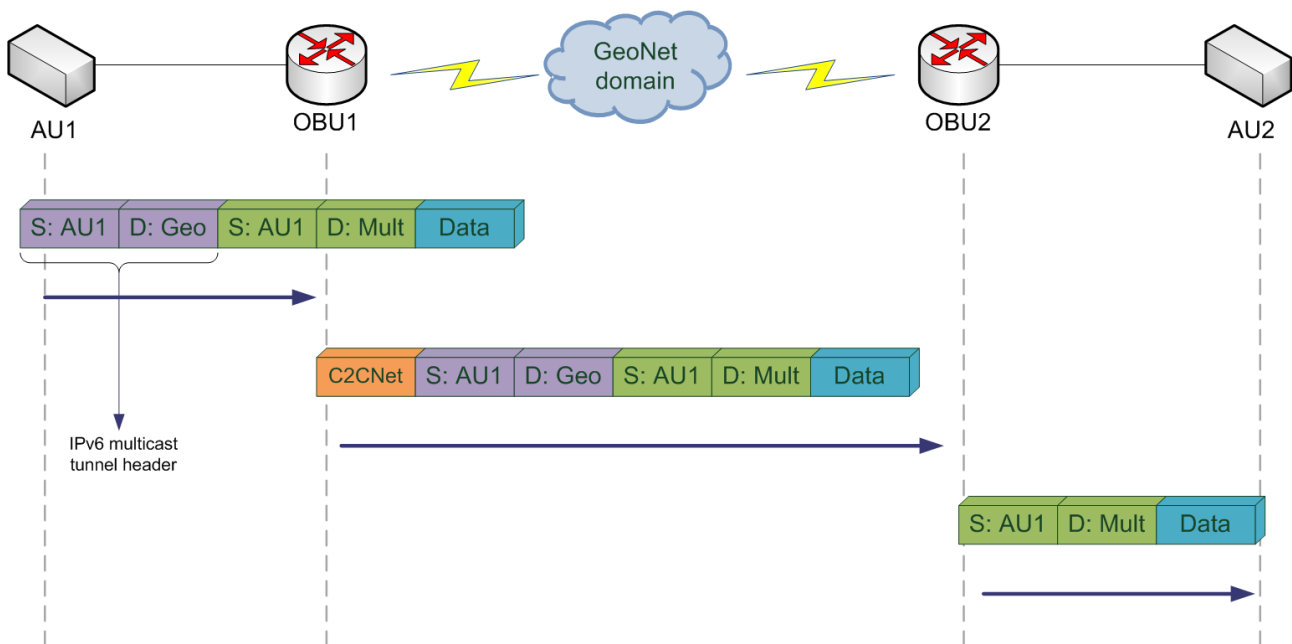 GeoNet
domain
AU1
OBU1
OBU2
AU2
S: AU1 D: Geo S: AU1 D: Mult Data
C2CNet S: AU1 D: Geo S: AU1 D: Mult Data
IPv6 multicast
tunnel header
S: AU1 D: Mult Data